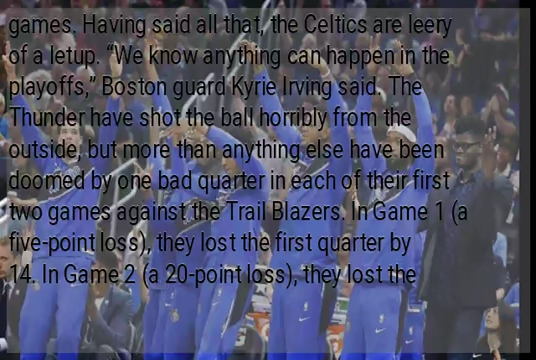 games. Having said all that, the Celtics are leery
of a letup. “We know anything can happen in the
playoffs,” Boston guard Kyrie Irving said. The
Thunder have shot the ball horribly from the
outside, but more than anything else have been
doomed by one bad quarter in each of their first
two games against the Trail Blazers. In Game 1 (a
five-point loss), they lost the first quarter by
14. In Game 2 (a 20-point loss), they lost the